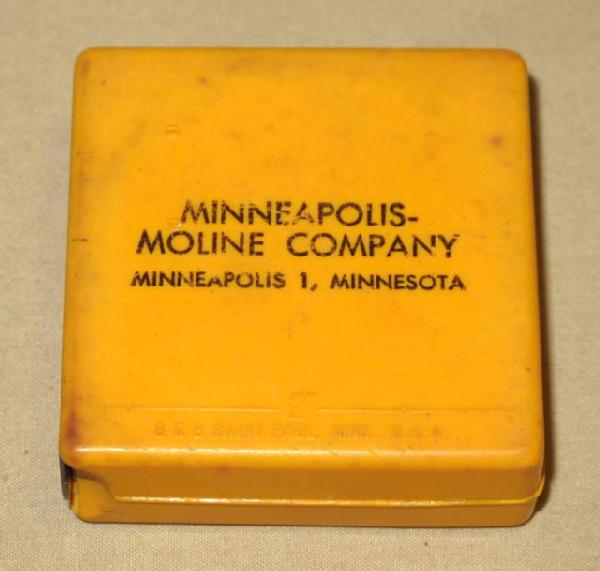 MINNEAPOLIS-
MOLINE COMPANY
MINNEAPOLIS 1, MINNESOTA